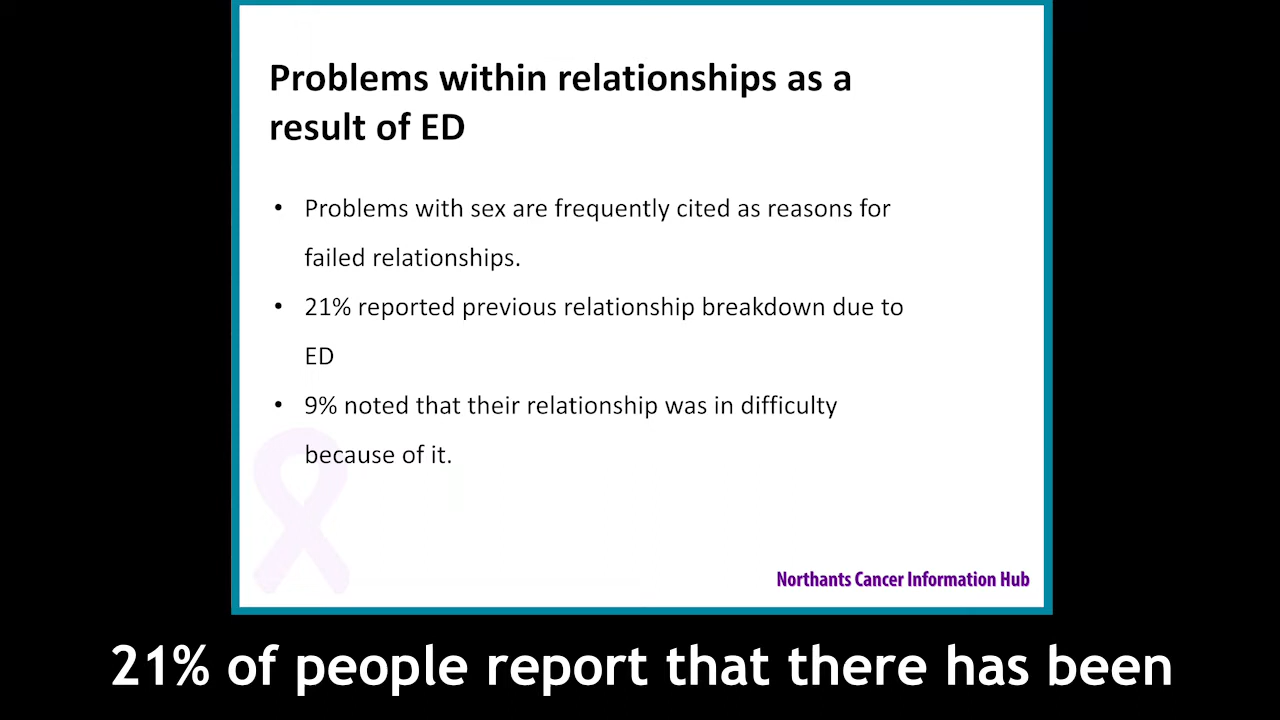 Problems within relationships as a
result of ED
• Problems with sex are frequently cited as reasons for
failed relationships.
• 21% reported previous relationship breakdown due to
ED
• 9% noted that their relationship was in difficulty
because of it.
Northants Cancer Information Hub
21% of people report that there has been